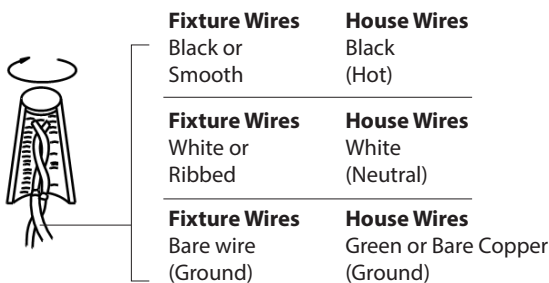 Fixture Wires House Wires
Black or Black
Smooth (Hot)
Fixture Wires House Wires
White or White
Ribbed (Neutral)
Fixture Wires House Wires
Bare wire Green or Bare Copper
(Ground) (Ground)